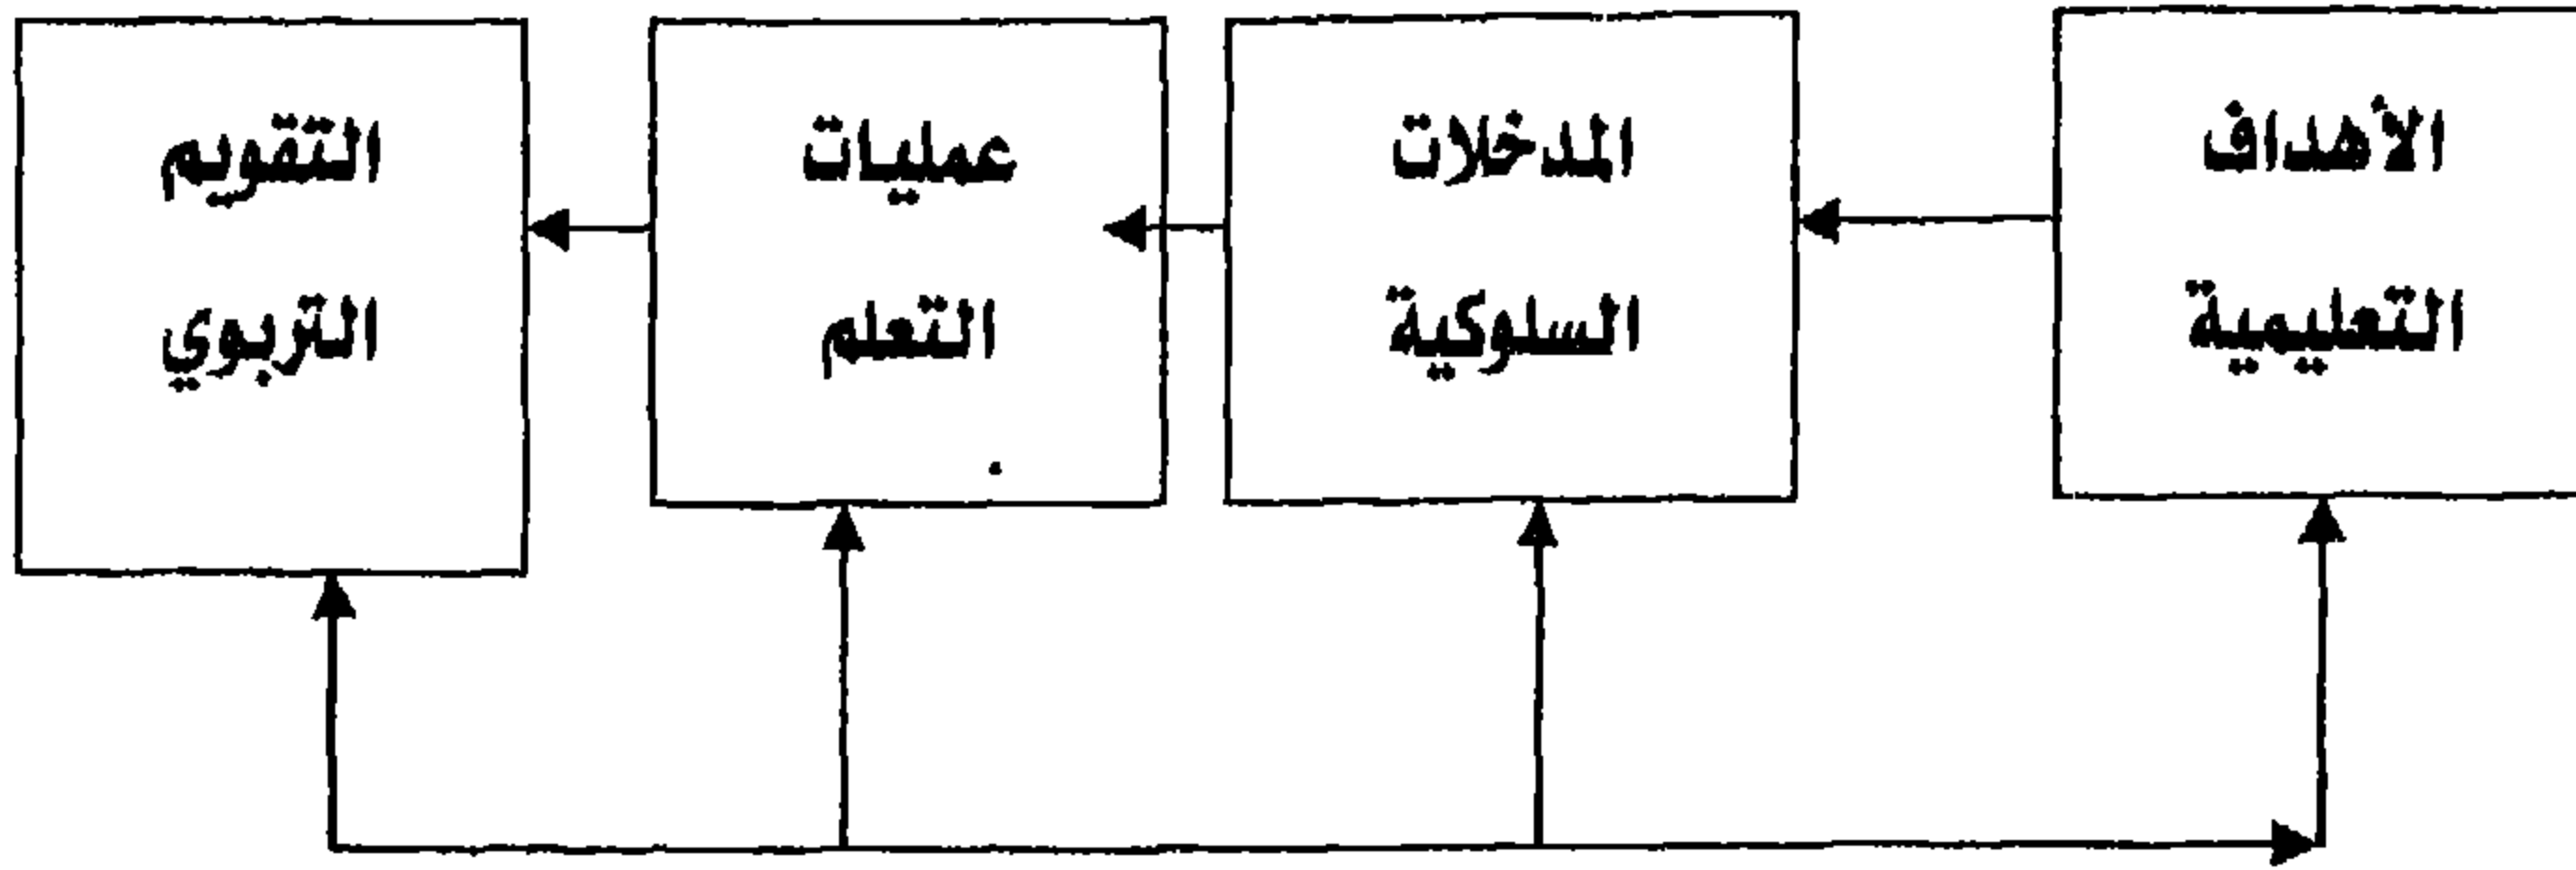 الأهداف
التعليمية
المدخلات
السلوكية
عمليات
التعلم
التقويم
التربوي